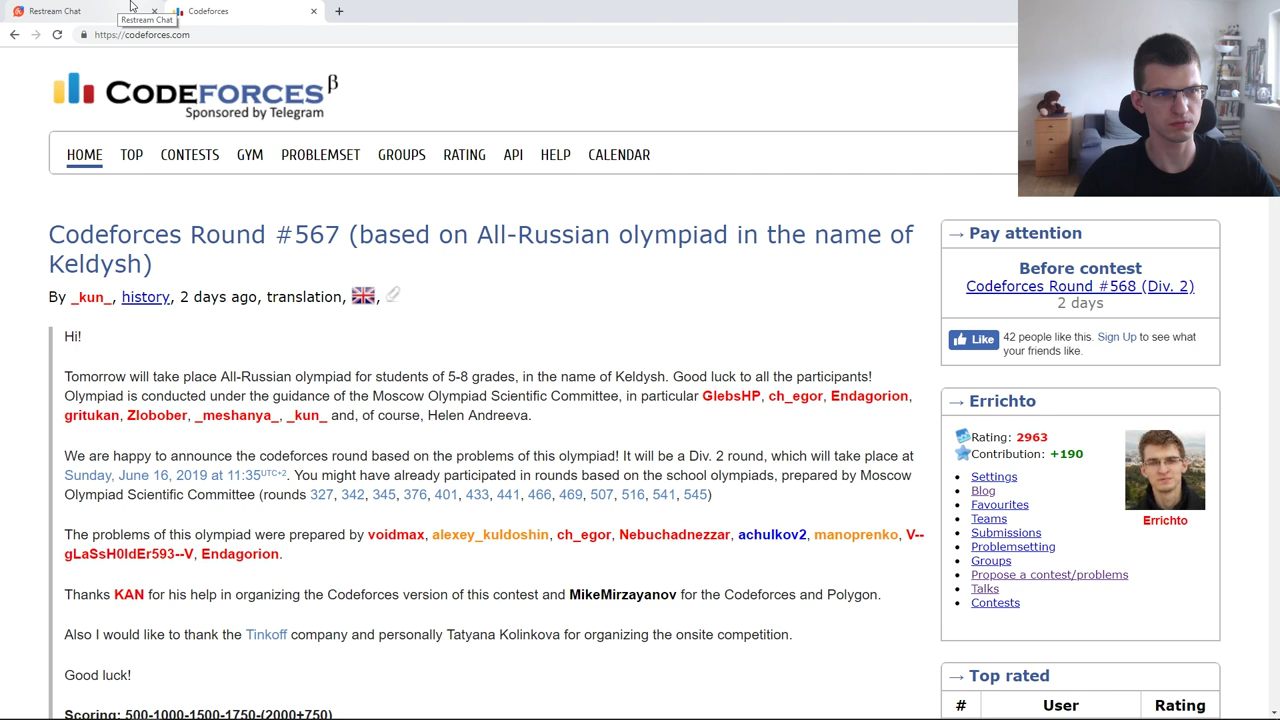 Restream Chat
Codeforces
Restream Chat
https://codeforces.com
CODEFORCES β
Sponsored by Telegram
HOME TOP CONTESTS GYM PROBLEMSET GROUPS RATING API HELP CALENDAR
Codeforces Round #567 (based on All-Russian olympiad in the name of
Keldysh)
By _kun_, history, 2 days ago, translation,
Hi!
Tomorrow will take place All-Russian olympiad for students of 5-8 grades, in the name of Keldysh. Good luck to all the participants!
Olympiad is conducted under the guidance of the Moscow Olympiad Scientific Committee, in particular GlebsHP, ch_egor, Endagorion,
gritukan, Zlobober, _meshanya_, _kun_ and, of course, Helen Andreeva.
We are happy to announce the codeforces round based on the problems of this olympiad! It will be a Div. 2 round, which will take place at
Sunday, June 16, 2019 at 11:35UTC+2. You might have already participated in rounds based on the school olympiads, prepared by Moscow
Olympiad Scientific Committee (rounds 327, 342, 345, 376, 401, 433, 441, 466, 469, 507, 516, 541, 545)
The problems of this olympiad were prepared by voidmax, alexey_kuldoshin, ch_egor, Nebuchadnezzar, achulkov2, manoprenko, V--
gLaSsH0ldEr593--V, Endagorion.
Thanks KAN for his help in organizing the Codeforces version of this contest and MikeMirzayanov for the Codeforces and Polygon.
Also I would like to thank the Tinkoff company and personally Tatyana Kolinkova for organizing the onsite competition.
Good luck!
Scoring: 500-1000-1500-1750-(2000+750)
→ Pay attention
Before contest
Codeforces Round #568 (Div. 2)
2 days
Like 42 people like this. Sign Up to see what
your friends like.
→ Errichto
Rating: 2963
Contribution: +190
Settings
Blog
Favourites
Teams
Submissions
Problemsetting
Groups
Propose a contest/problems
Talks
Contests
Errichto
→ Top rated
# User Rating